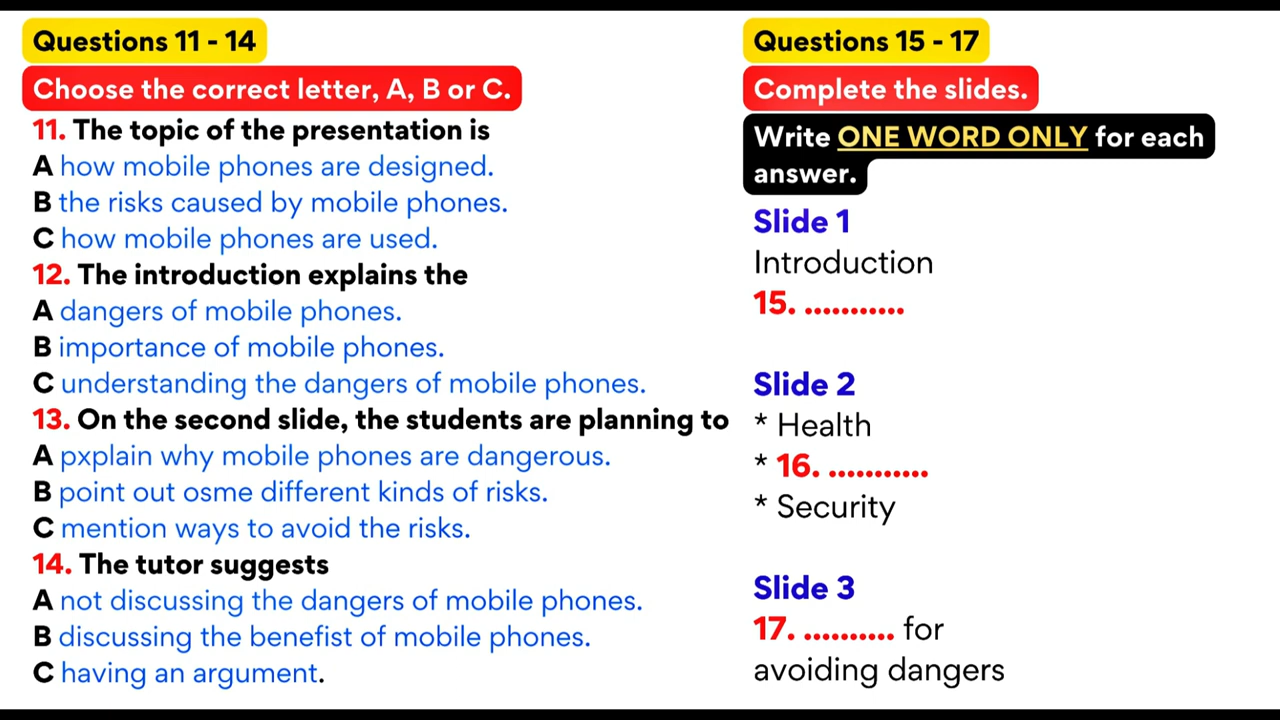 Questions 11 - 14
Choose the correct letter, A, B or C.
11. The topic of the presentation is
A how mobile phones are designed.
B the risks caused by mobile phones.
C how mobile phones are used.
12. The introduction explains the
A dangers of mobile phones.
B importance of mobile phones.
C understanding the dangers of mobile phones.
13. On the second slide, the students are planning to
A pxplain why mobile phones are dangerous.
B point out osme different kinds of risks.
C mention ways to avoid the risks.
14. The tutor suggests
A not discussing the dangers of mobile phones.
B discussing the benefist of mobile phones.
C having an argument.
Questions 15 - 17
Complete the slides.
Write ONE WORD ONLY for each
answer.
Slide 1
Introduction
15. ...........
Slide 2
* Health
* 16. ...........
* Security
Slide 3
17. .......... for
avoiding dangers